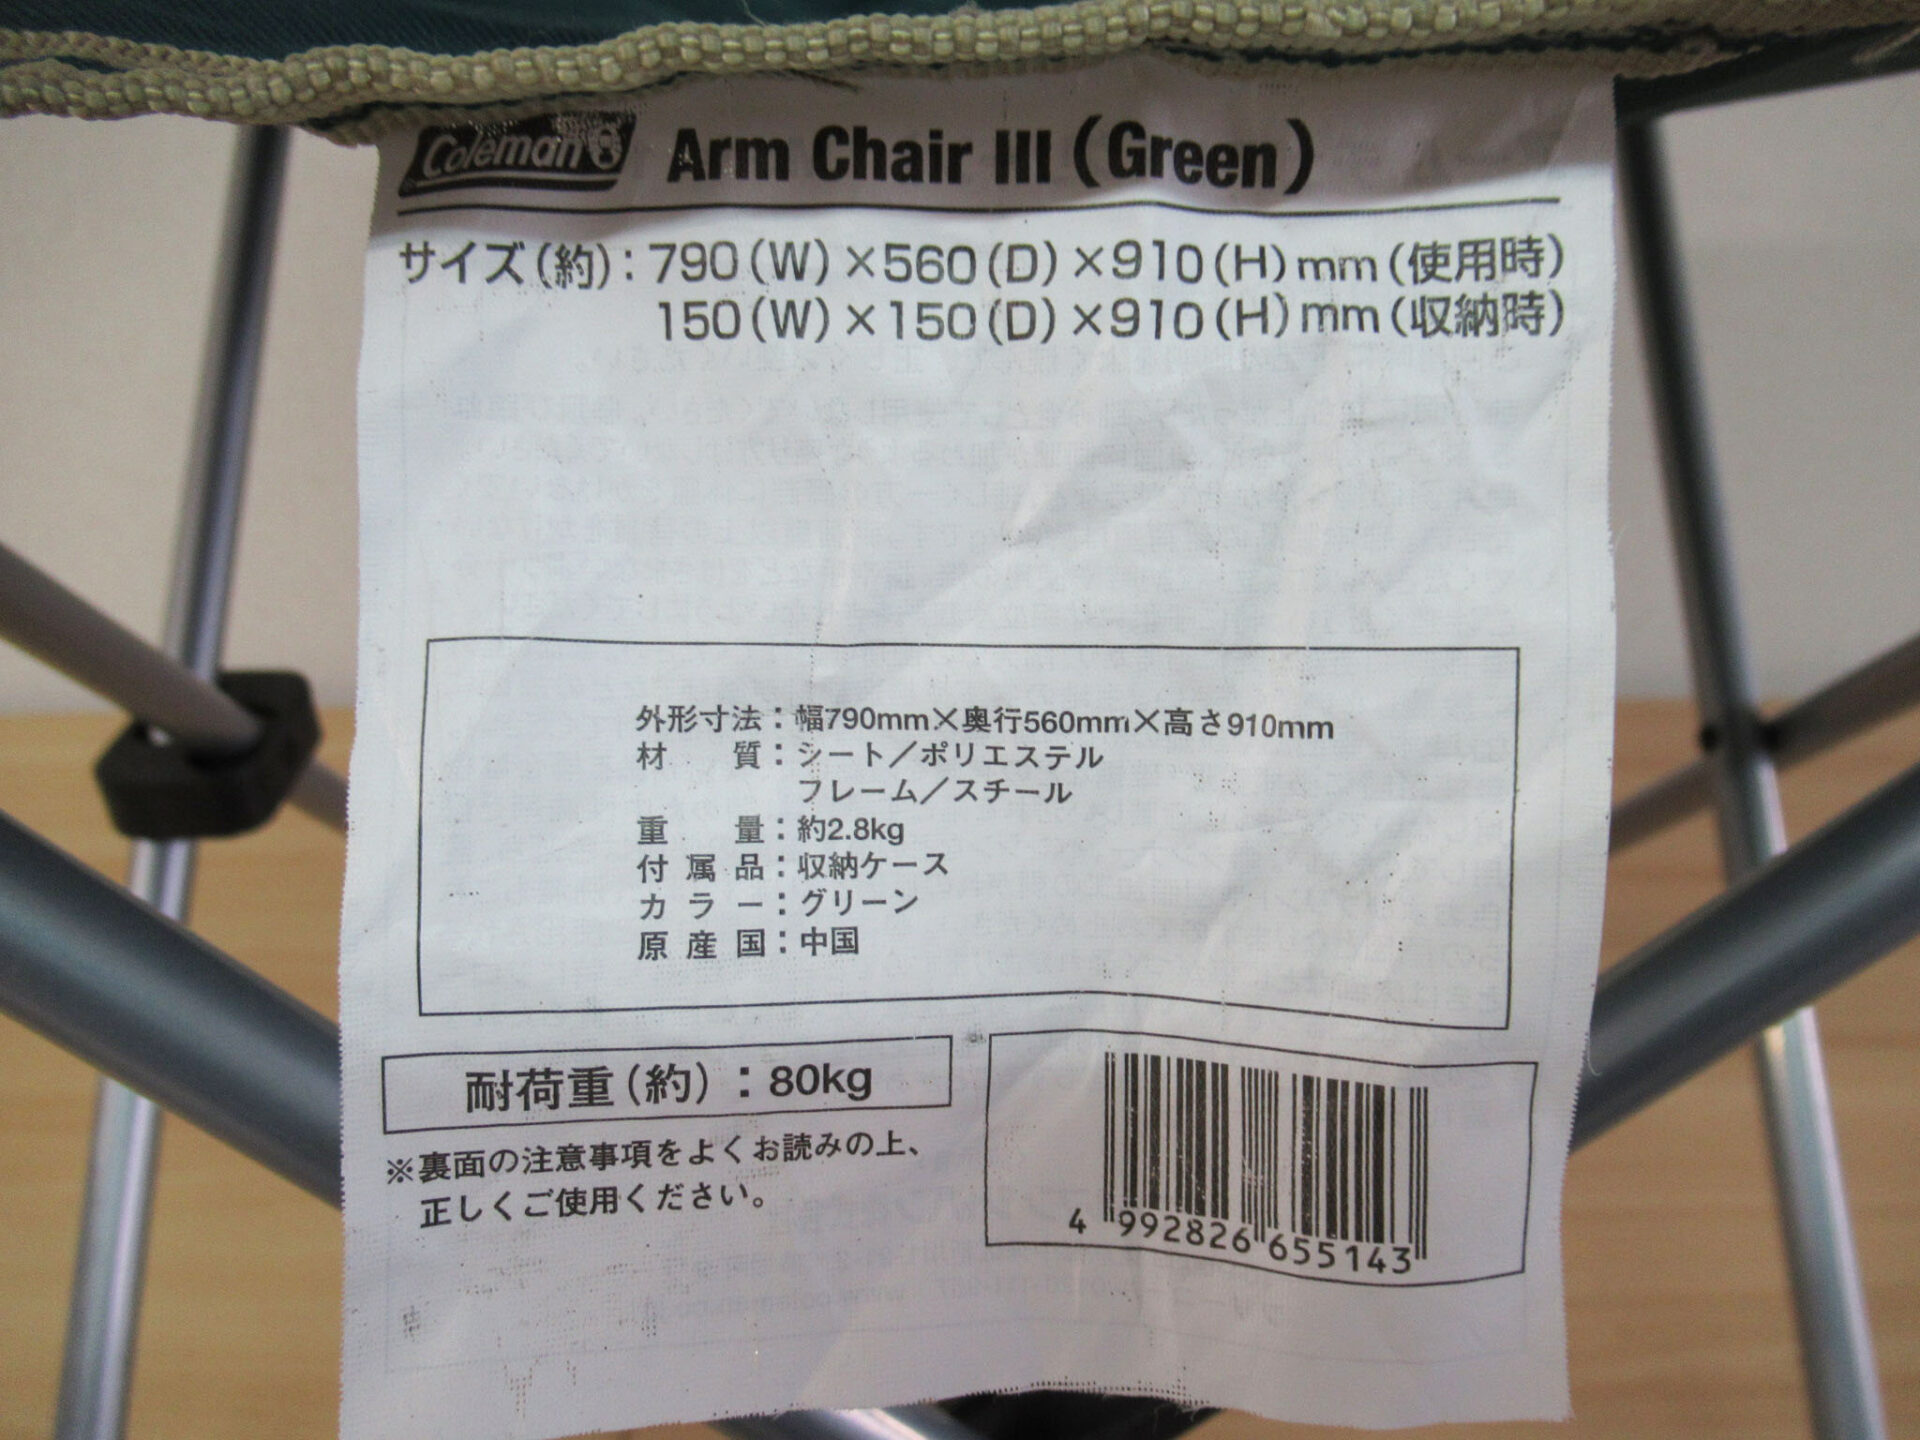 Coleman Arm Chair III (Green)
サイズ(約):790(W)×560(D)×910(H)mm(使用時)
150(W)×150(D)×910(H)mm(収納時)
外形寸法:幅790mm×奥行560mm×高さ910mm
材質:シート/ポリエステル
フレーム/スチール
重量:約2.8kg
付属品:収納ケース
カラー:グリーン
原産国:中国
耐荷重(約):80kg
※裏面の注意事項をよくお読みの上、
正しくご使用ください。
4 992826 655143